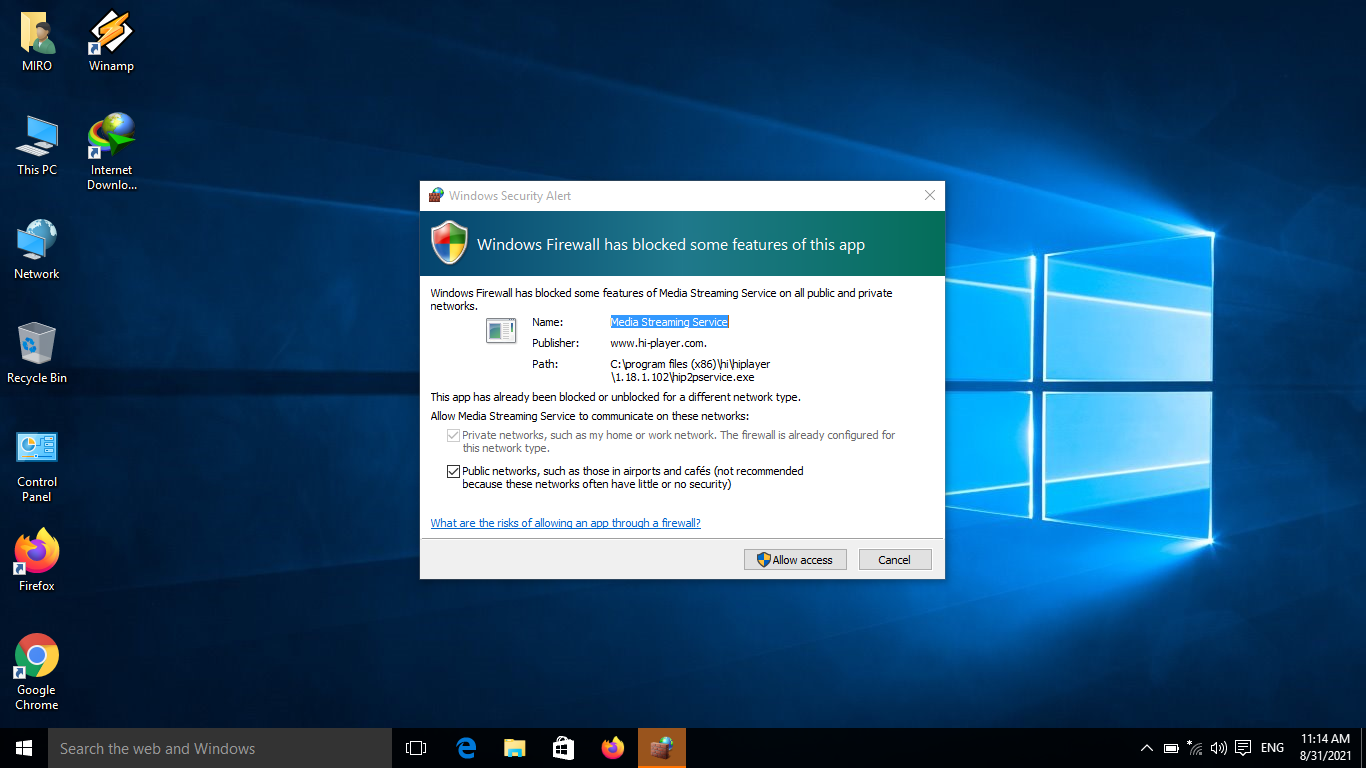 MIRO
Winamp
This PC
Internet
Downlo...
Network
Recycle Bin
Control
Panel
Firefox
Google
Chrome
Windows Security Alert
Windows Firewall has blocked some features of this app
Windows Firewall has blocked some features of Media Streaming Service on all public and private
networks.
Name: Media Streaming Service
Publisher: www.hi-player.com.
Path: C:\program files (x86)\hi\hiplayer
\1.18.1.102\hip2pservice.exe
This app has already been blocked or unblocked for a different network type.
Allow Media Streaming Service to communicate on these networks:
Private networks, such as my home or work network. The firewall is already configured for
this network type.
Public networks, such as those in airports and cafés (not recommended
because these networks often have little or no security)
What are the risks of allowing an app through a firewall?
Allow access
Cancel
Search the web and Windows
ENG
11:14 AM
8/31/2021